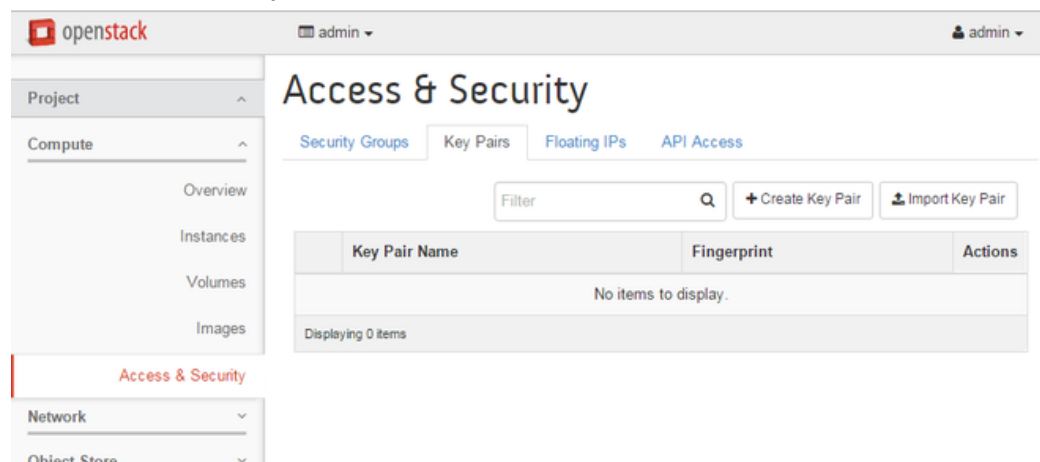 openstack admin admin
Project
Compute
Overview
Instances
Volumes
Images
Access & Security
Network
Object Store
Access & Security
Security Groups Key Pairs Floating IPs API Access
Filter Create Key Pair Import Key Pair
Key Pair Name Fingerprint Actions
No items to display.
Displaying 0 items